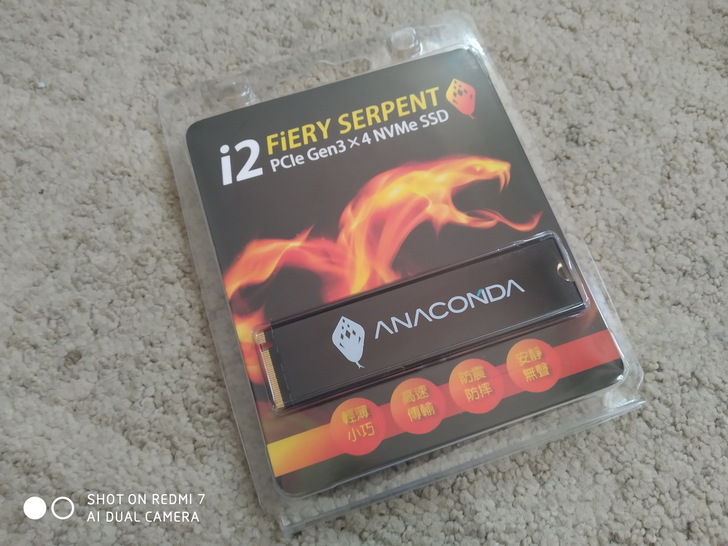 i2 FiERY SERPENT
PCIe Gen3×4 NVMe SSD
ANACONDA
輕薄
小巧
高速
傳輸
防震
防摔
安靜
無聲
SHOT ON REDMI 7
AI DUAL CAMERA